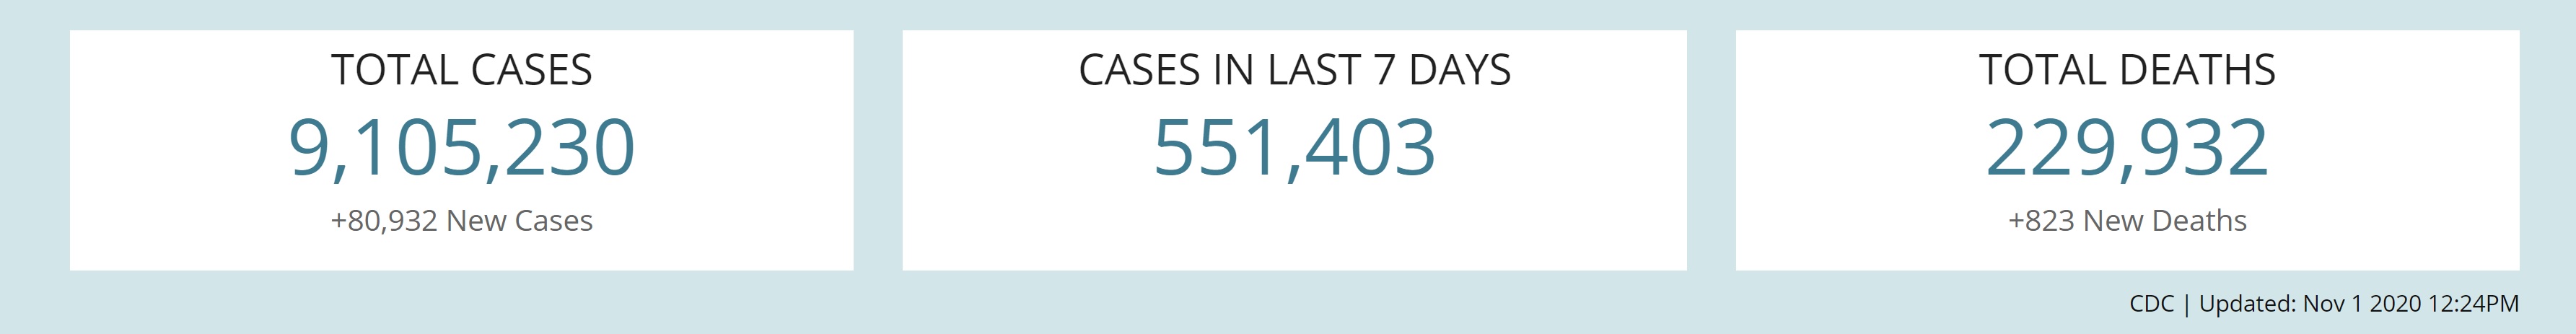 TOTAL CASES
9,105,230
+80,932 New Cases
CASES IN LAST 7 DAYS
551,403
TOTAL DEATHS
229,932
+823 New Deaths
CDC | Updated: Nov 1 2020 12:24PM